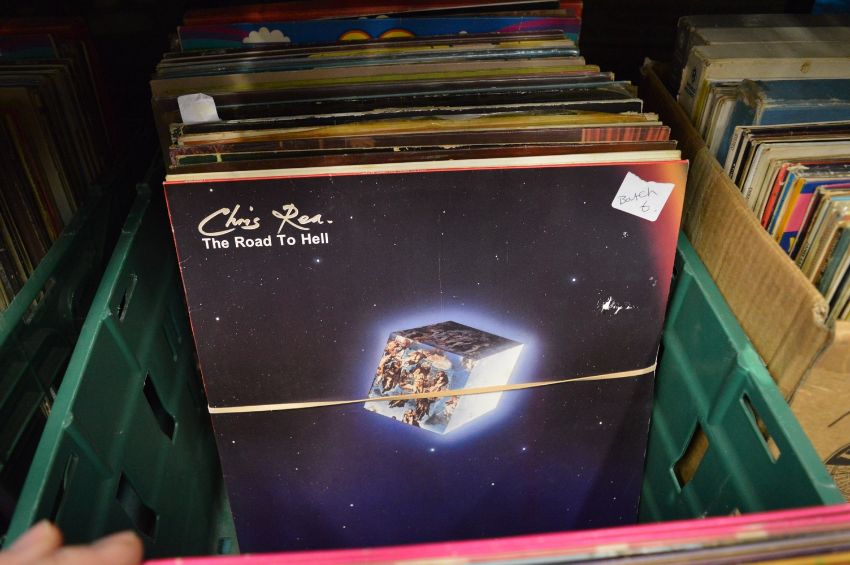 Chris Rea.
The Road To Hell
Batch
6.